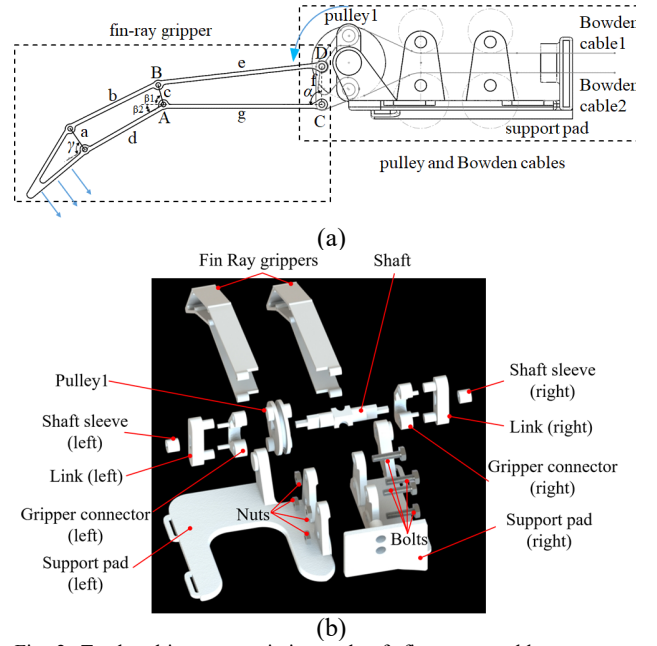 fin-ray gripper
pulley1
Bowden
cable1
Bowden
cable2
support pad
pulley and Bowden cables
B
b
e
D
f
c
β1
β2
α
A
a
d
g
C
γ
(a)
Fin Ray grippers
Shaft
Pulley1
Shaft sleeve
(left)
Link (left)
Gripper connector
(left)
Support pad
(left)
Nuts
Bolts
Shaft sleeve
(right)
Link (right)
Gripper connector
(right)
Support pad
(right)
(b)